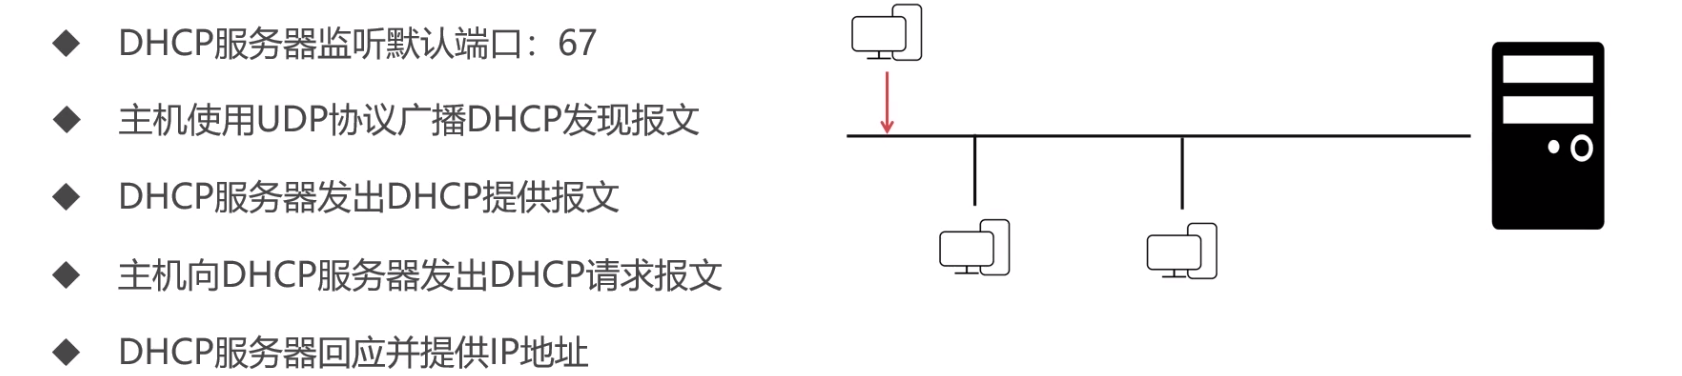 ◆ DHCP服务器监听默认端口：67
◆ 主机使用UDP协议广播DHCP发现报文
◆ DHCP服务器发出DHCP提供报文
◆ 主机向DHCP服务器发出DHCP请求报文
◆ DHCP服务器回应并提供IP地址